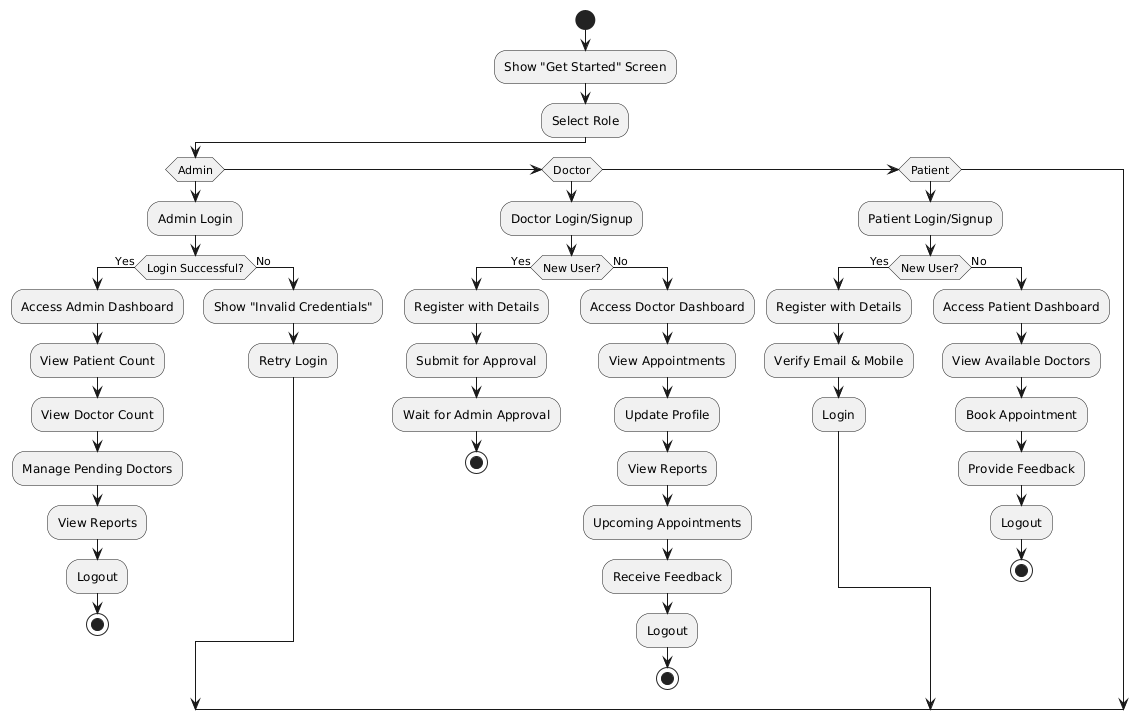 Show "Get Started" Screen
Select Role
Admin
Doctor
Patient
Admin Login
Doctor Login/Signup
Patient Login/Signup
Yes
Login Successful?
No
Yes
New User?
No
Yes
New User?
No
Access Admin Dashboard
Show "Invalid Credentials"
Register with Details
Access Doctor Dashboard
Register with Details
Access Patient Dashboard
View Patient Count
Retry Login
Submit for Approval
View Appointments
Verify Email & Mobile
View Available Doctors
View Doctor Count
Wait for Admin Approval
Update Profile
Login
Book Appointment
Manage Pending Doctors
View Reports
Provide Feedback
View Reports
Upcoming Appointments
Logout
Logout
Receive Feedback
Logout